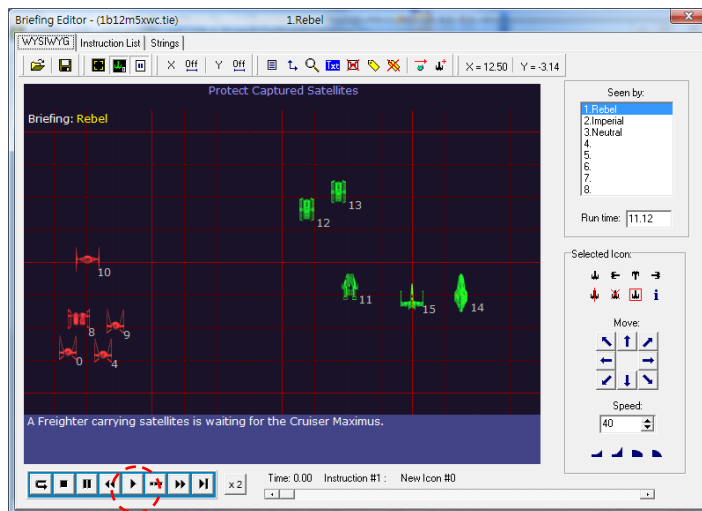 Briefing Editor - (1b12m5xwc.tie) 1.Rebel
WYSIWYG Instruction List Strings
X Off Y Off Txt X = 12.50 Y = -3.14
Protect Captured Satellites
Briefing: Rebel
13
12
10
11
15
14
8
9
0
4
A Freighter carrying satellites is waiting for the Cruiser Maximus.
x 2
Time: 0.00 Instruction #1 : New Icon #0
Seen by:
1.Rebel
2.Imperial
3.Neutral
4.
5.
6.
7.
8.
Run time: 11.12
Selected Icon:
Move:
Speed:
40